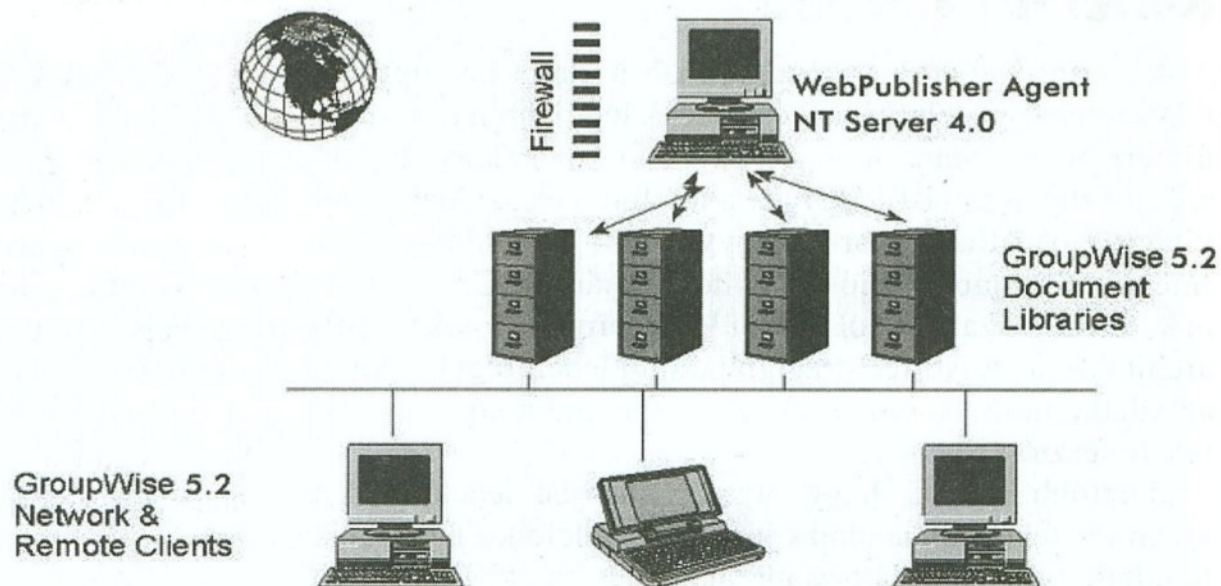 Firewall
WebPublisher Agent
NT Server 4.0
GroupWise 5.2
Document
Libraries
GroupWise 5.2
Network &
Remote Clients